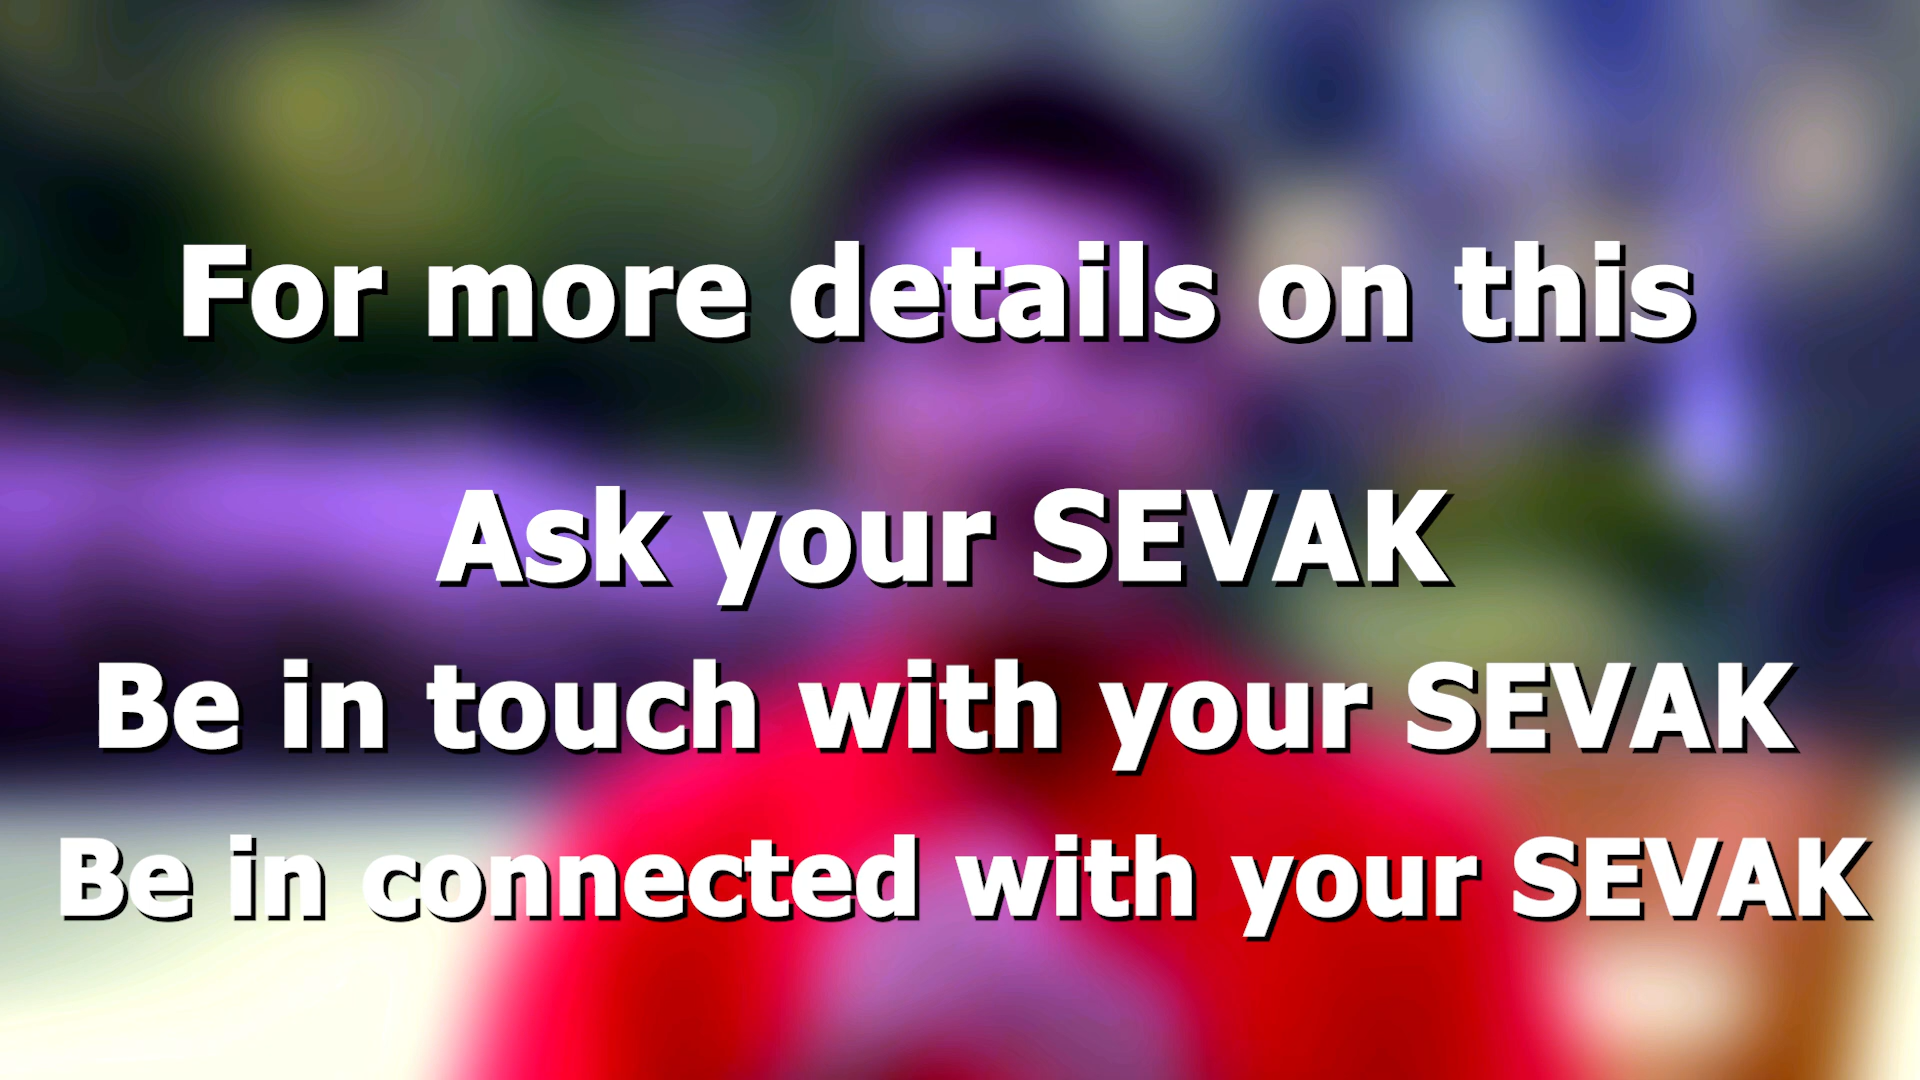 For more details on this
Ask your SEVAK
Be in touch with your SEVAK
Be in connected with your SEVAK